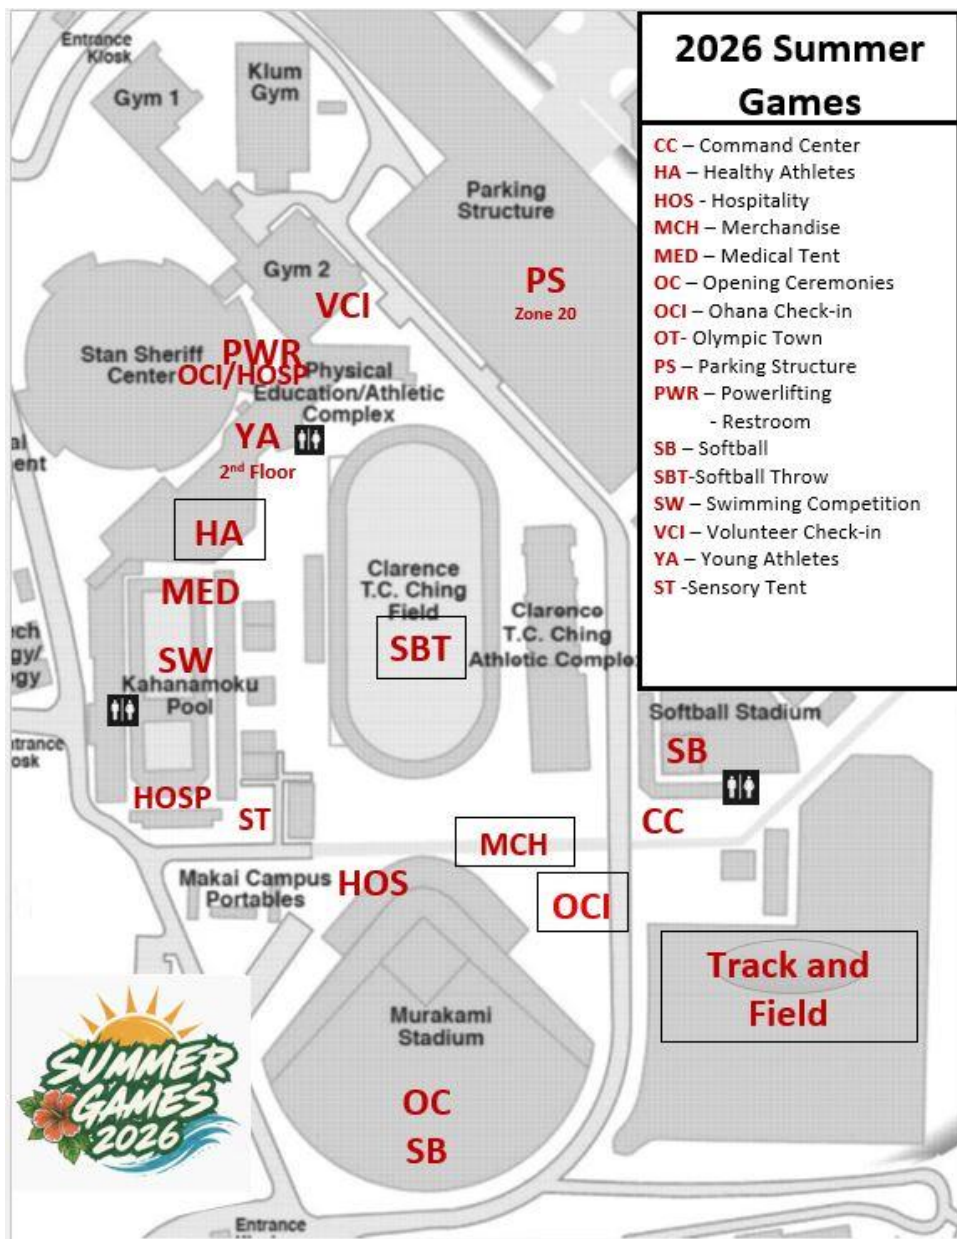 2026 Summer
Games
CC – Command Center
HA – Healthy Athletes
HOS - Hospitality
MCH – Merchandise
MED – Medical Tent
OC – Opening Ceremonies
OCI – Ohana Check-in
OT- Olympic Town
PS – Parking Structure
PWR – Powerlifting
- Restroom
SB – Softball
SBT-Softball Throw
SW – Swimming Competition
VCI – Volunteer Check-in
YA – Young Athletes
ST -Sensory Tent
Entrance
Kiosk
Gym 1
Klum
Gym
Parking
Structure
PS
Zone 20
Gym 2
VCI
Stan Sheriff
Center
PWR
OCI/HOSP
Physical
Education/Athletic
Complex
YA
2nd Floor
HA
MED
SW
Kahanamoku
Pool
HOSP
ST
Clarence
T.C. Ching
Field
SBT
Clarence
T.C. Ching
Athletic Comple
Softball Stadium
SB
CC
MCH
OCI
Makai Campus
Portables
HOS
Track and
Field
Murakami
Stadium
OC
SB
SUMMER
GAMES
2026
Entrance